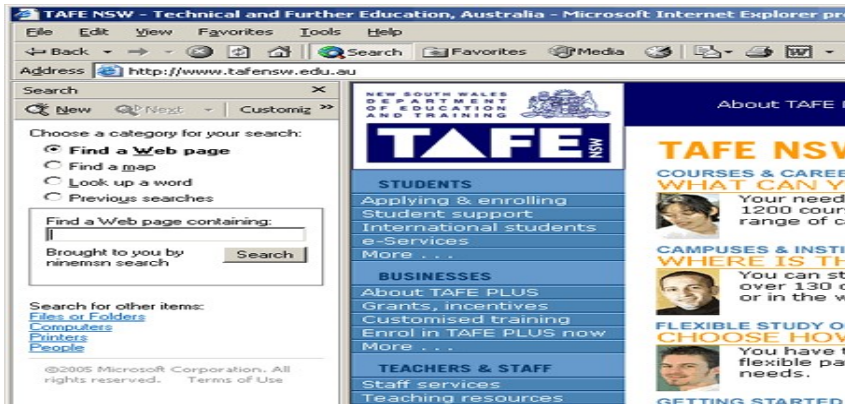 TAFE NSW - Technical and Further Education, Australia - Microsoft Internet Explorer pr
File Edit View Favorites Tools Help
Back Search Favorites Media
Address http://www.tafensw.edu.au
Search
New Next Customiz
Choose a category for your search:
Find a Web page
Find a map
Look up a word
Previous searches
Find a Web page containing:
Brought to you by
ninemsn search
Search
Search for other items:
Files or Folders
Computers
Printers
People
©2005 Microsoft Corporation. All
rights reserved. Terms of Use
NEW SOUTH WALES
DEPARTMENT
OF EDUCATION
AND TRAINING
TAFE NSW
STUDENTS
Applying & enrolling
Student support
International students
e-Services
More . . .
BUSINESSES
About TAFE PLUS
Grants, incentives
Customised training
Enrol in TAFE PLUS now
More . . .
TEACHERS & STAFF
Staff services
Teaching resources
About TAFE
TAFE NSW
COURSES & CAREE
WHAT CAN Y
Your need
1200 cour
range of c
CAMPUSES & INSTI
WHERE IS TH
You can st
over 130 c
or in the w
FLEXIBLE STUDY O
CHOOSE HOW
You have t
flexible pa
needs.
GETTING STARTED